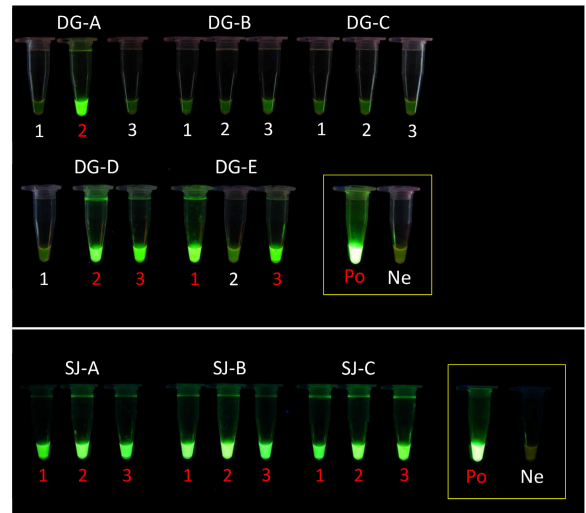 DG-A DG-B DG-C
1 2 3 1 2 3 1 2 3
DG-D DG-E
1 2 3 1 2 3 Po Ne
SJ-A SJ-B SJ-C
1 2 3 1 2 3 1 2 3 Po Ne